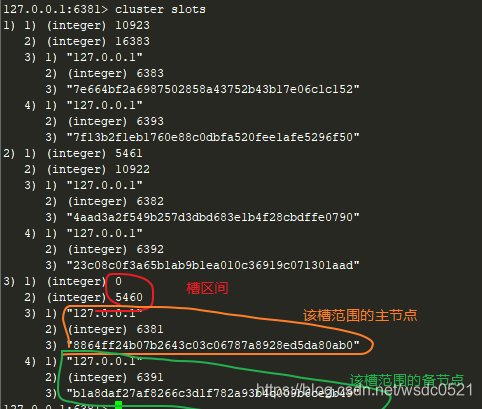 127.0.0.1:6381> cluster slots
1) 1) (integer) 10923
2) (integer) 16383
3) 1) "127.0.0.1"
2) (integer) 6383
3) "7e664bf2a6987502858a43752b43b17e06c1c152"
4) 1) "127.0.0.1"
2) (integer) 6393
3) "7f13b2f1eb1760e88c0dbfa520fee1afe5296f50"
2) 1) (integer) 5461
2) (integer) 10922
3) 1) "127.0.0.1"
2) (integer) 6382
3) "4aad3a2f549b257d3dbd683e1b4f28cbdffe0790"
4) 1) "127.0.0.1"
2) (integer) 6392
3) "23c08c0f3a65b1ab9b1ea010c36919c071301aad"
3) 1) (integer) 0
槽区间
2) (integer) 5460
3) 1) "127.0.0.1"
该槽范围的主节点
2) (integer) 6381
3) "8864ff24b07b2643c03c06787a8928ed5da80ab0"
4) 1) "127.0.0.1"
该槽范围的备节点
2) (integer) 6391
https://blog.csdn.net/wsdc0521
127.0.0.1:6381>